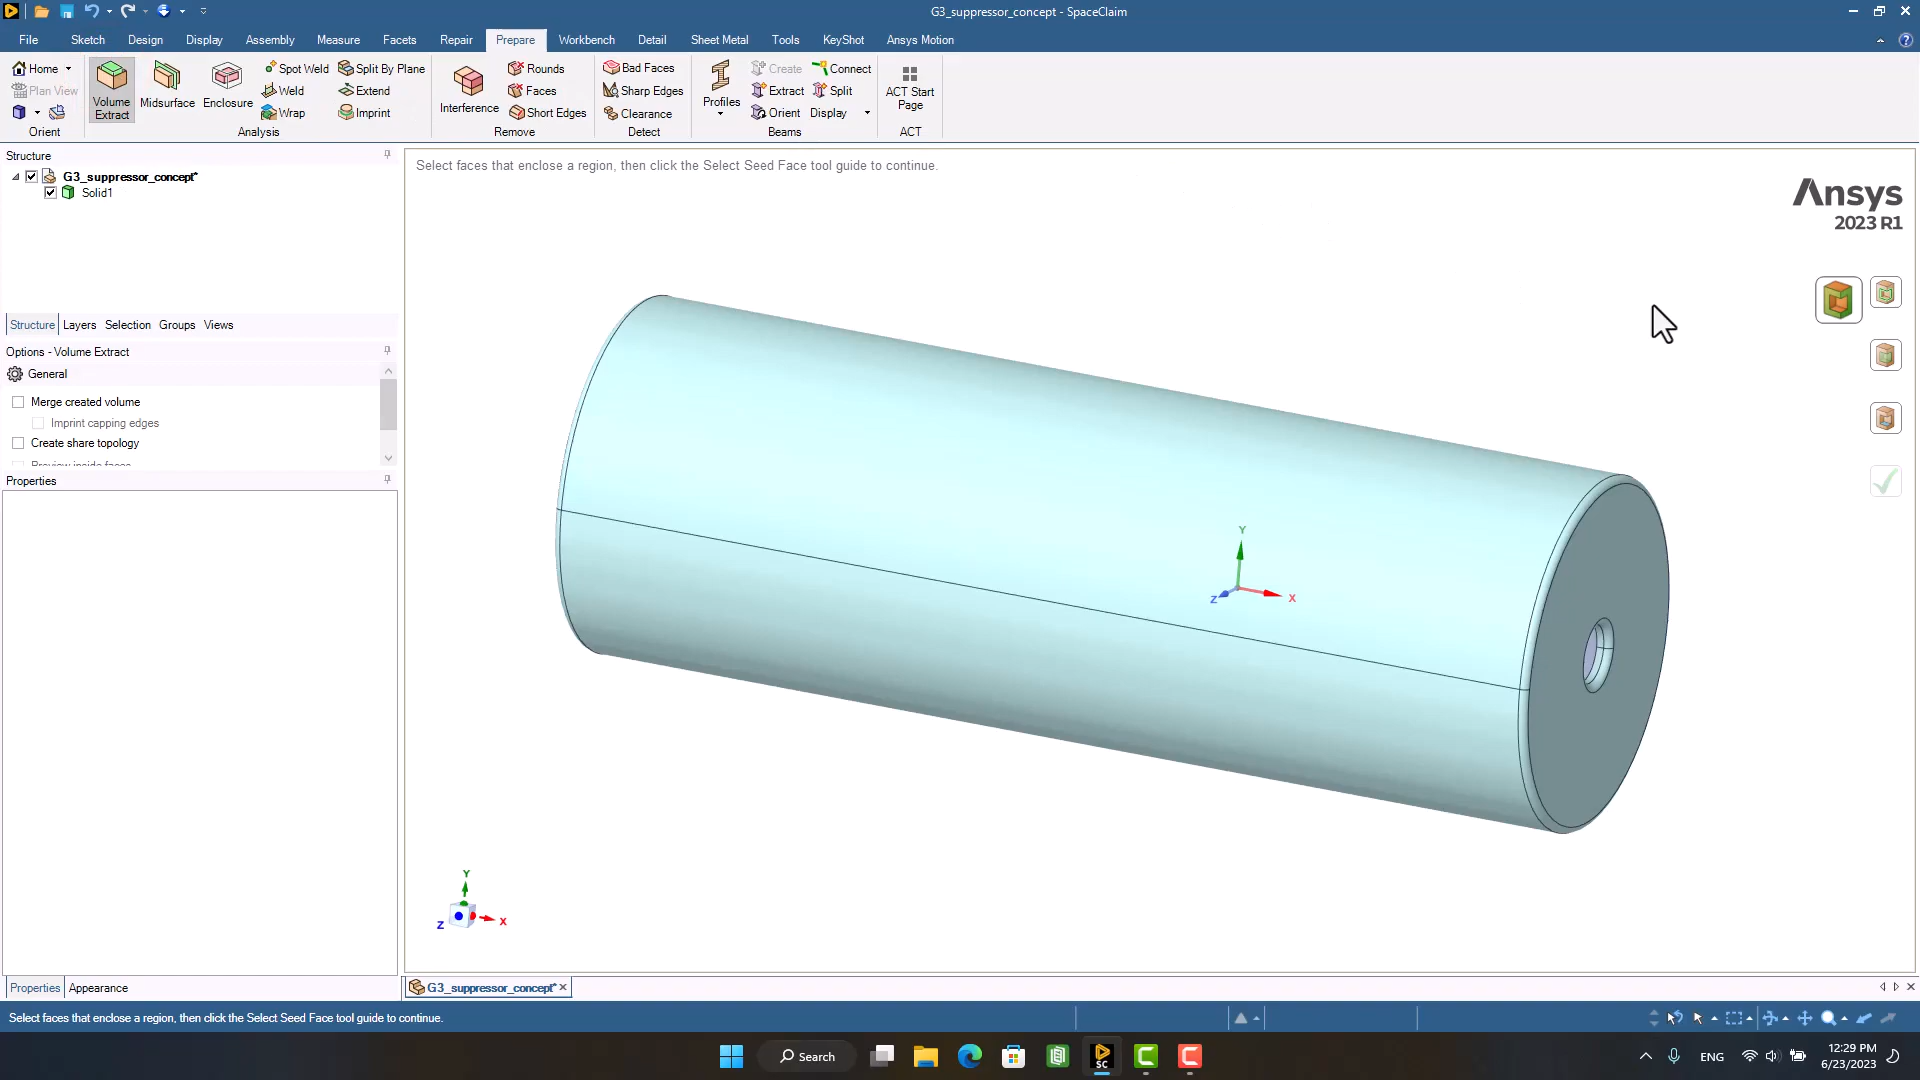 G3_suppressor_concept - SpaceClaim
File Sketch Design Display Assembly Measure Facets Repair Prepare Workbench Detail Sheet Metal Tools KeyShot Ansys Motion
Home
Plan View
Orient
Volume Extract
Midsurface
Enclosure
Spot Weld
Weld
Wrap
Split By Plane
Extend
Imprint
Analysis
Interference
Rounds
Faces
Short Edges
Remove
Bad Faces
Sharp Edges
Clearance
Detect
Profiles
Create
Connect
Extract
Split
Orient
Display
Beams
ACT Start Page
ACT
Structure
G3_suppressor_concept*
Solid1
Structure Layers Selection Groups Views
Options - Volume Extract
General
Merge created volume
Imprint capping edges
Create share topology
Preview inside faces
Properties
Properties Appearance
Select faces that enclose a region, then click the Select Seed Face tool guide to continue.
Ansys
2023 R1
Y
X
Z
Y
Z
X
G3_suppressor_concept*
Select faces that enclose a region, then click the Select Seed Face tool guide to continue.
Search
SC
ENG
12:29 PM
6/23/2023